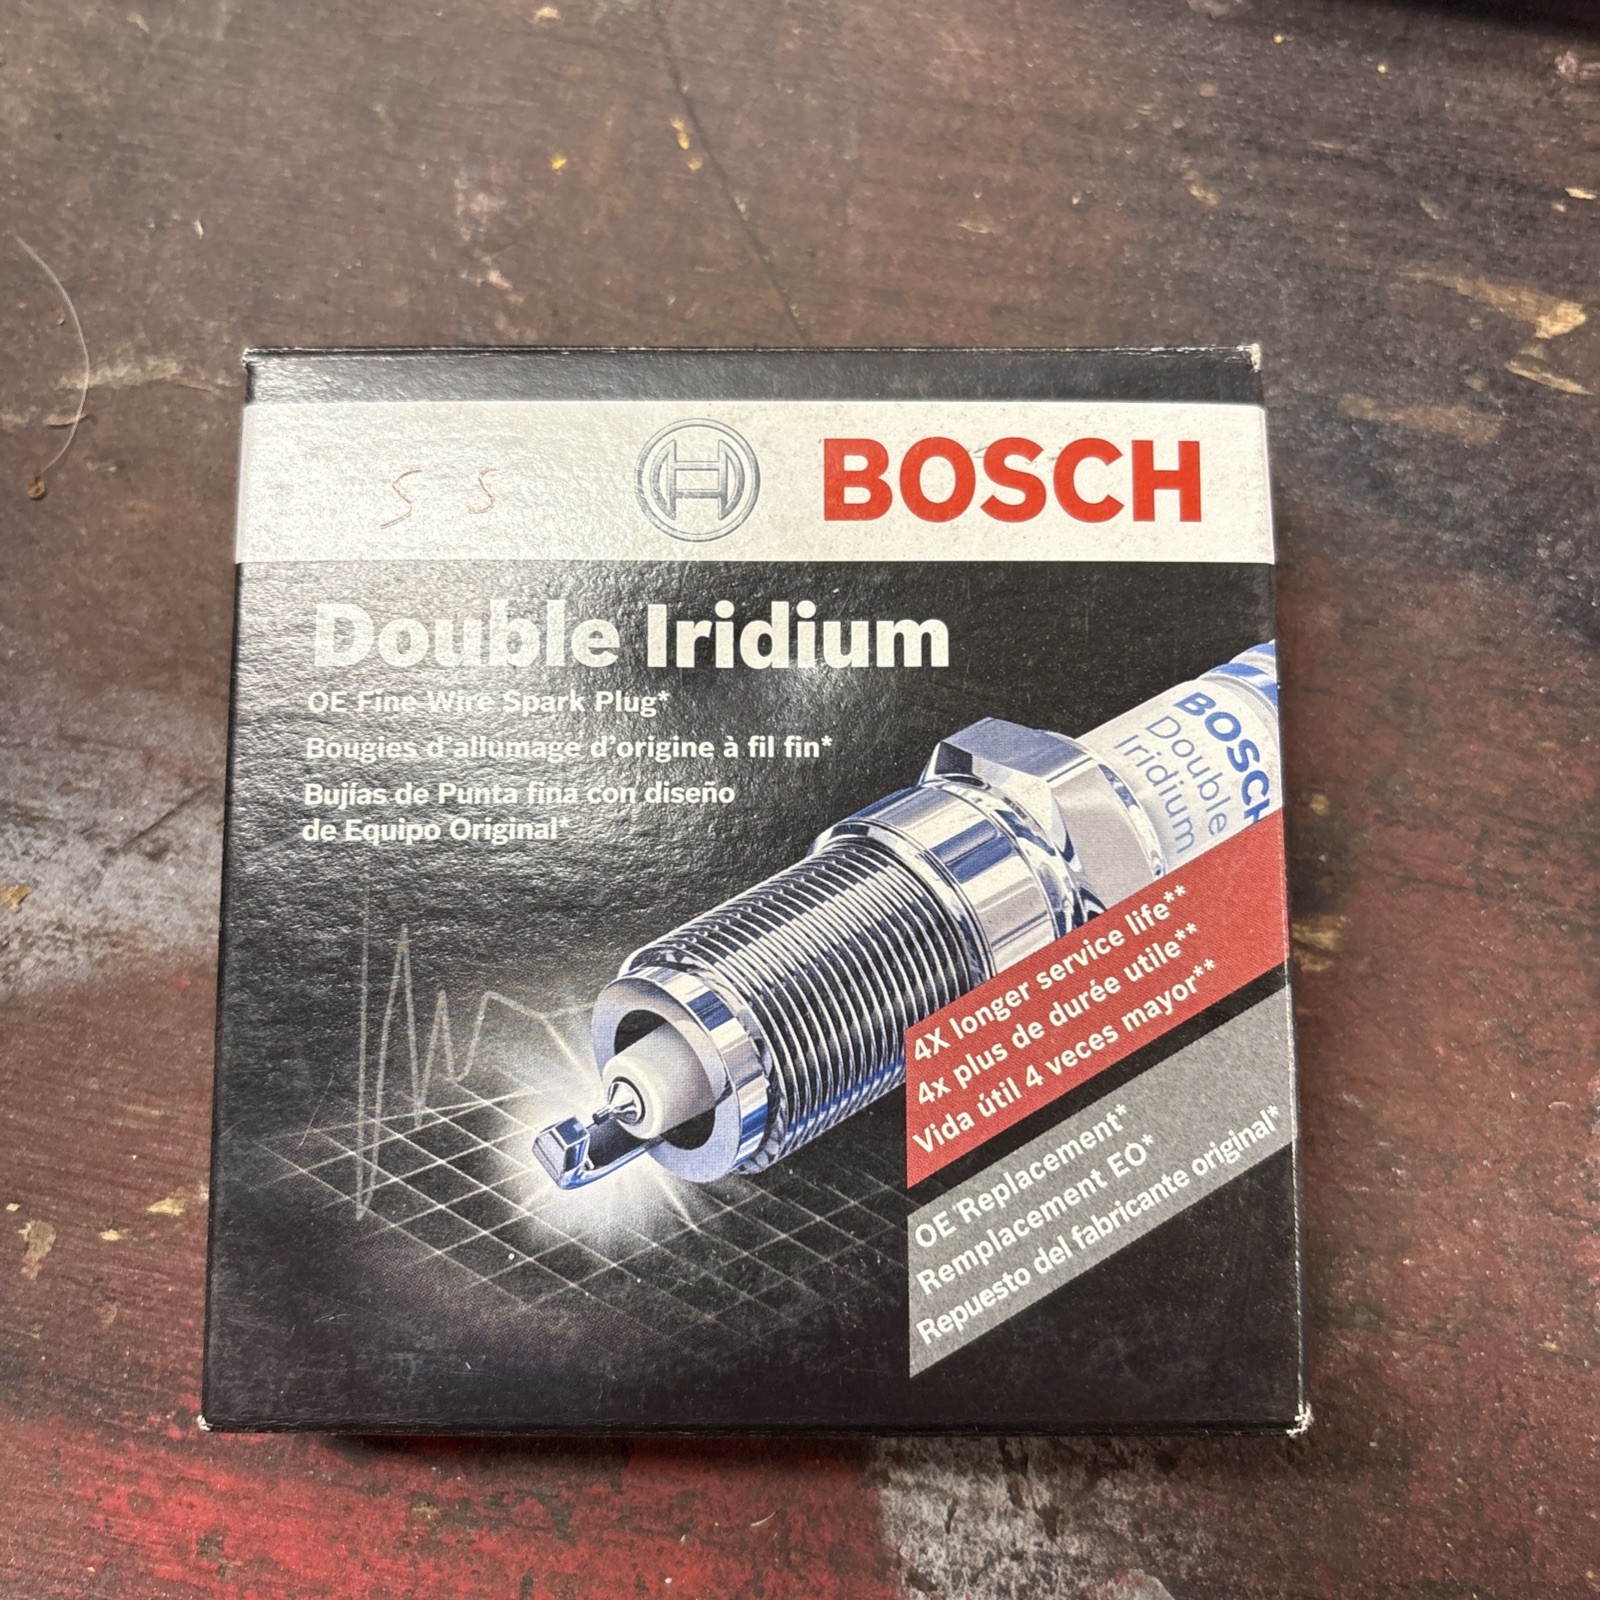 S S
BOSCH
Double Iridium
OE Fine Wire Spark Plug*
Bougies d'allumage d'origine à fil fin*
Bujías de Punta fina con diseño
de Equipo Original*
BOSCH
Double
Iridium
4X longer service life**
4x plus de durée utile**
Vida útil 4 veces mayor**
OE Replacement*
Remplacement EO*
Repuesto del fabricante original*